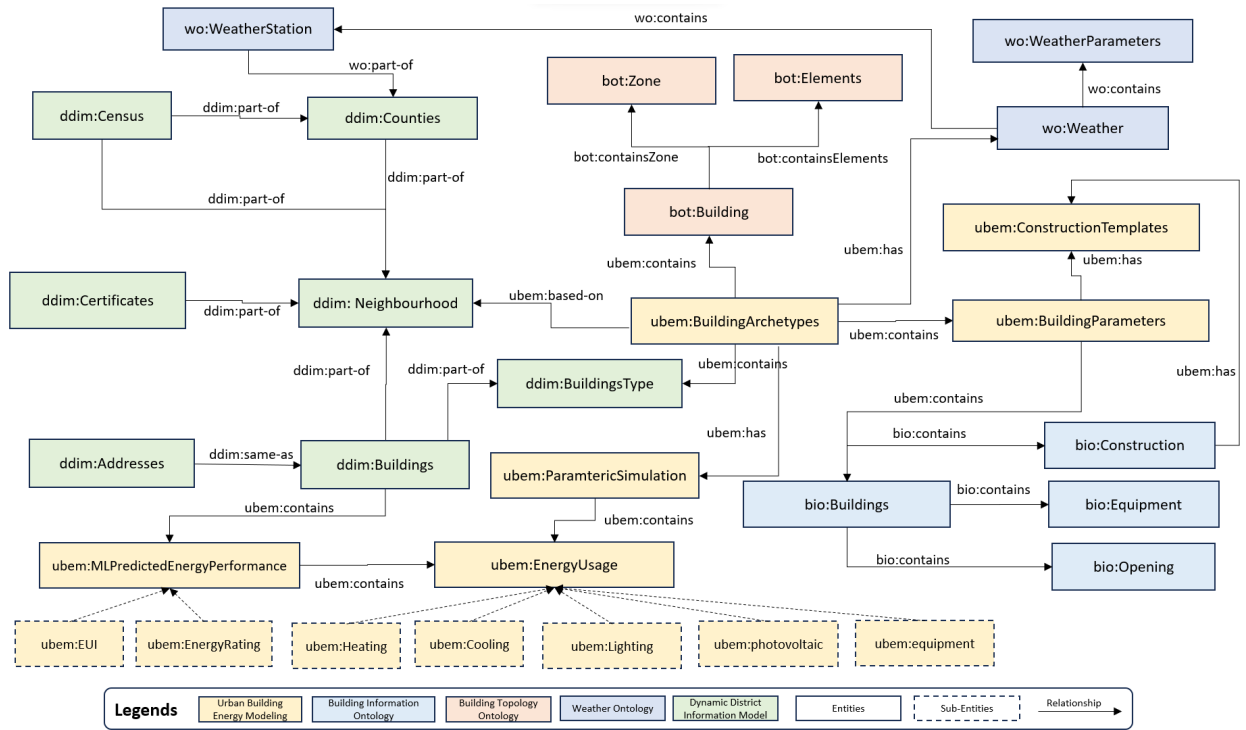 wo:contains
wo:WeatherStation
wo:WeatherParameters
wo:part-of
bot:Zone
bot:Elements
wo:contains
ddim:Census
ddim:part-of
ddim:Counties
wo:Weather
bot:containsZone
bot:containsElements
ddim:part-of
ddim:part-of
bot:Building
ubem:ConstructionTemplates
ubem:has
ubem:contains
ubem:has
ddim:Certificates
ddim:part-of
ddim: Neighbourhood
ubem:based-on
ubem:BuildingArchetypes
ubem:contains
ubem:BuildingParameters
ddim:part-of
ddim:part-of
ddim:BuildingsType
ubem:contains
ubem:has
ubem:contains
ubem:has
bio:contains
bio:Construction
ddim:Addresses
ddim:same-as
ddim:Buildings
ubem:ParamtericSimulation
bio:Buildings
bio:contains
bio:Equipment
ubem:contains
ubem:contains
ubem:MLPredictedEnergyPerformance
ubem:contains
ubem:EnergyUsage
bio:contains
bio:Opening
ubem:EUI
ubem:EnergyRating
ubem:Heating
ubem:Cooling
ubem:Lighting
ubem:photovoltaic
ubem:equipment
Legends
Urban Building
Energy Modeling
Building Information
Ontology
Building Topology
Ontology
Weather Ontology
Dynamic District
Information Model
Entities
Sub-Entities
Relationship